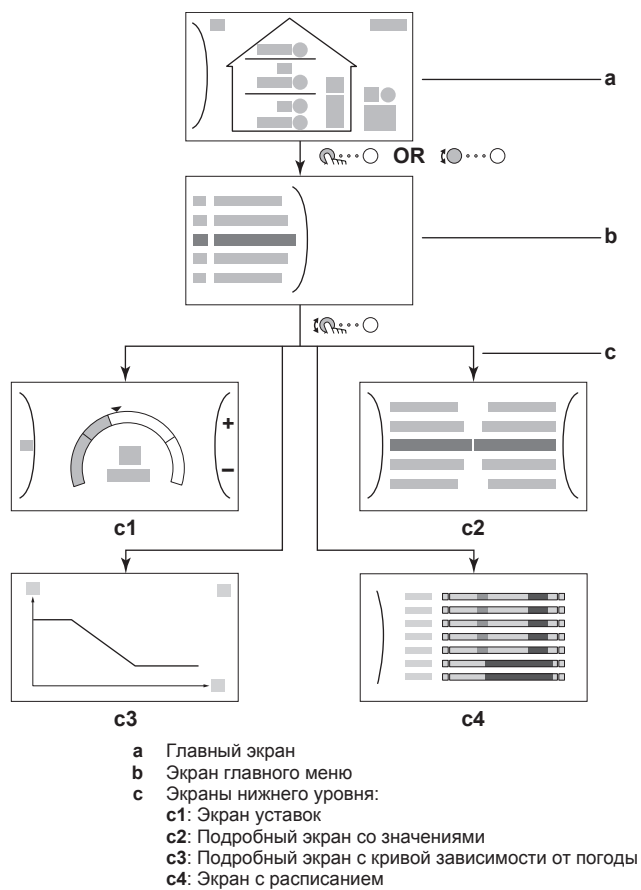 a
OR
b
c
+
–
c1
c2
c3
c4
a Главный экран
b Экран главного меню
c Экраны нижнего уровня:
c1: Экран уставок
c2: Подробный экран со значениями
c3: Подробный экран с кривой зависимости от погоды
c4: Экран с расписанием